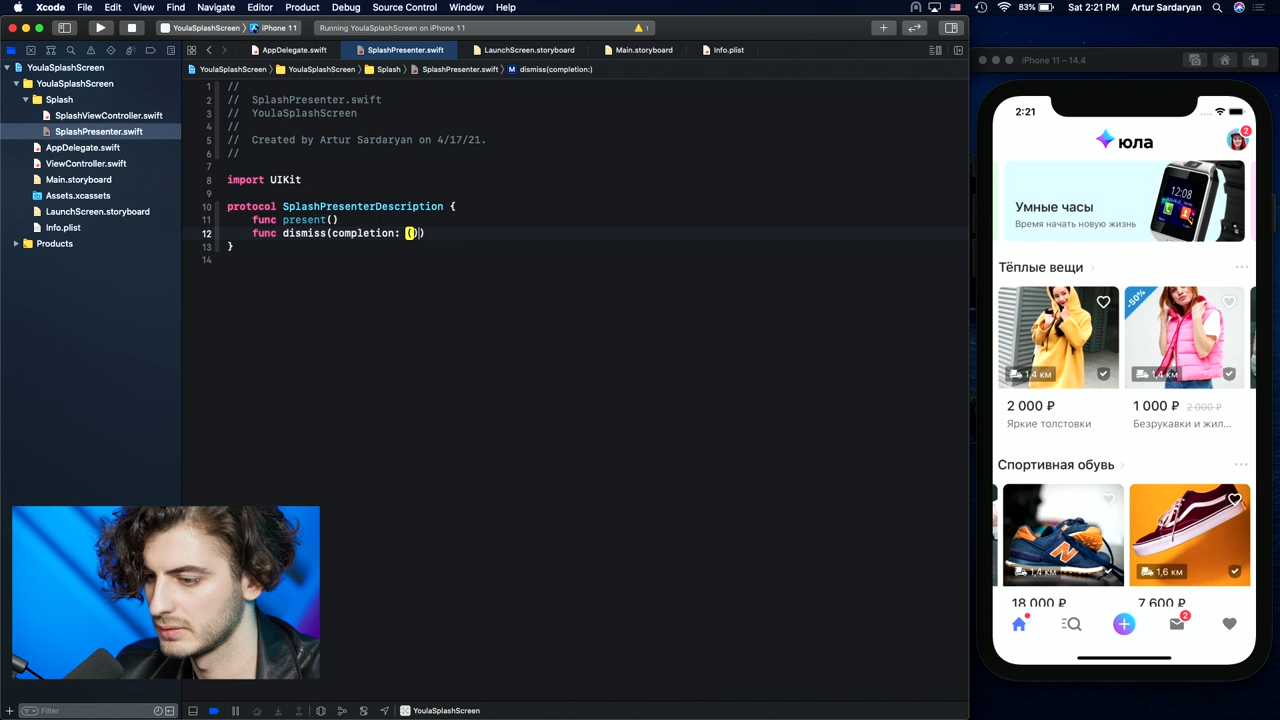 Xcode File Edit View Find Navigate Editor Product Debug Source Control Window Help
83% Sat 2:21 PM Artur Sardaryan
YoulaSplashScreen iPhone 11
Running YoulaSplashScreen on iPhone 11
1
AppDelegate.swift SplashPresenter.swift LaunchScreen.storyboard Main.storyboard Info.plist
YoulaSplashScreen YoulaSplashScreen Splash SplashPresenter.swift M dismiss(completion:)
YoulaSplashScreen
YoulaSplashScreen
Splash
SplashViewController.swift
SplashPresenter.swift
AppDelegate.swift
ViewController.swift
Main.storyboard
Assets.xcassets
LaunchScreen.storyboard
Info.plist
Products
1 //
2 // SplashPresenter.swift
3 // YoulaSplashScreen
4 //
5 // Created by Artur Sardaryan on 4/17/21.
6 //
7
8 import UIKit
9
10 protocol SplashPresenterDescription {
11 func present()
12 func dismiss(completion: ())
13 }
14
Filter
YoulaSplashScreen
iPhone 11 – 14.4
2:21
юла
2
Умные часы
Время начать новую жизнь
12:08
Тёплые вещи
-50%
1,4 км 1,4 км
2 000 ₽ 1 000 ₽ 2 000 ₽
Яркие толстовки Безрукавки и жил...
Спортивная обувь
1,4 км 1,6 км
18 000 ₽ 7 600 ₽
2